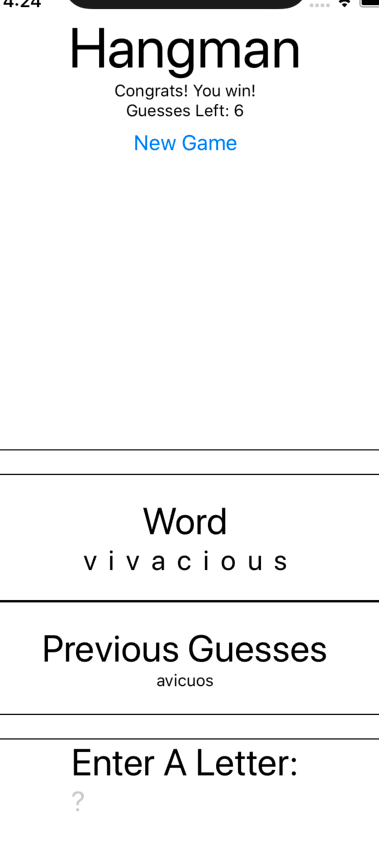 4:24
Hangman
Congrats! You win!
Guesses Left: 6
New Game
Word
v i v a c i o u s
Previous Guesses
avicuos
Enter A Letter:
?